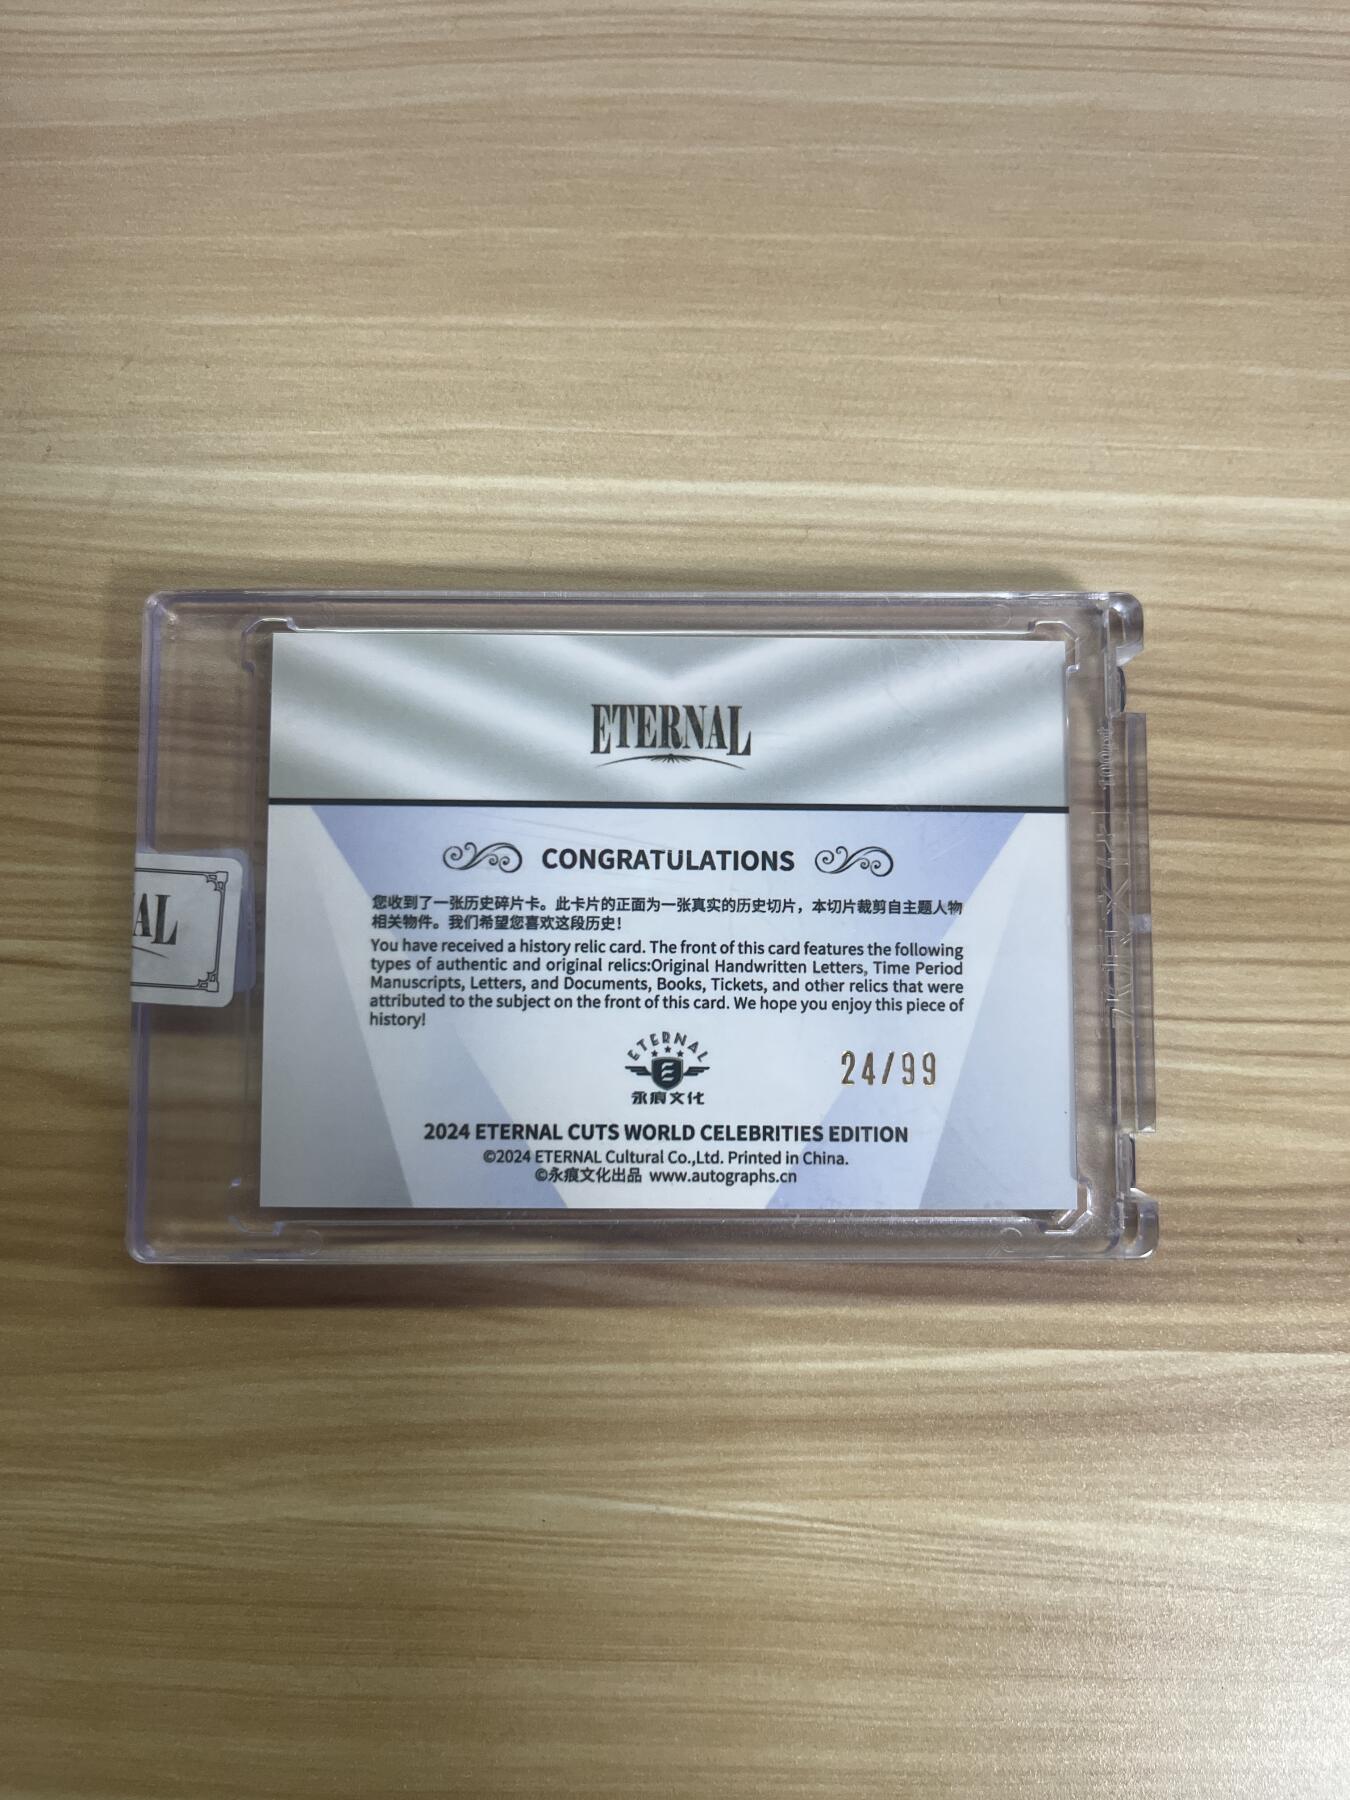 ETERNAL
CONGRATULATIONS
您收到了一张历史碎片卡。此卡片的正面为一张真实的历史切片，本切片裁剪自主题人物
相关物件。我们希望您喜欢这段历史！
You have received a history relic card. The front of this card features the following
types of authentic and original relics:Original Handwritten Letters, Time Period
Manuscripts, Letters, and Documents, Books, Tickets, and other relics that were
attributed to the subject on the front of this card. We hope you enjoy this piece of
history!
ETERNAL
永痕文化
24/99
2024 ETERNAL CUTS WORLD CELEBRITIES EDITION
©2024 ETERNAL Cultural Co.,Ltd. Printed in China.
©永痕文化出品 www.autographs.cn
AL